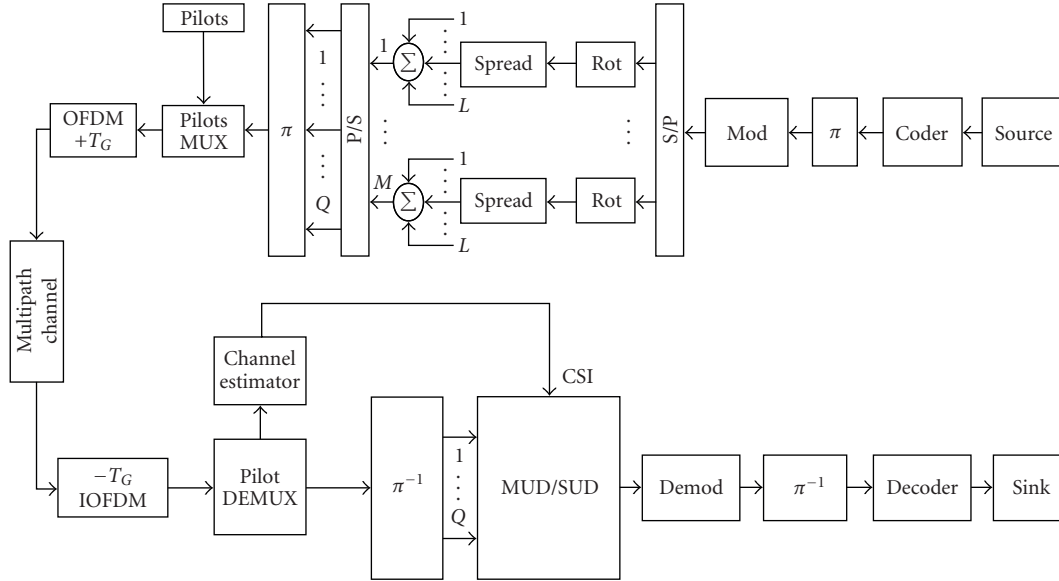 Pilots
1
1
1
Spread
Rot
L
OFDM
+T_G
Pilots
MUX
π
P/S
S/P
Mod
π
Coder
Source
1
M
Q
Spread
Rot
L
Multipath
channel
Channel
estimator
CSI
−T_G
IOFDM
Pilot
DEMUX
π⁻¹
1
Q
MUD/SUD
Demod
π⁻¹
Decoder
Sink
∑
∑